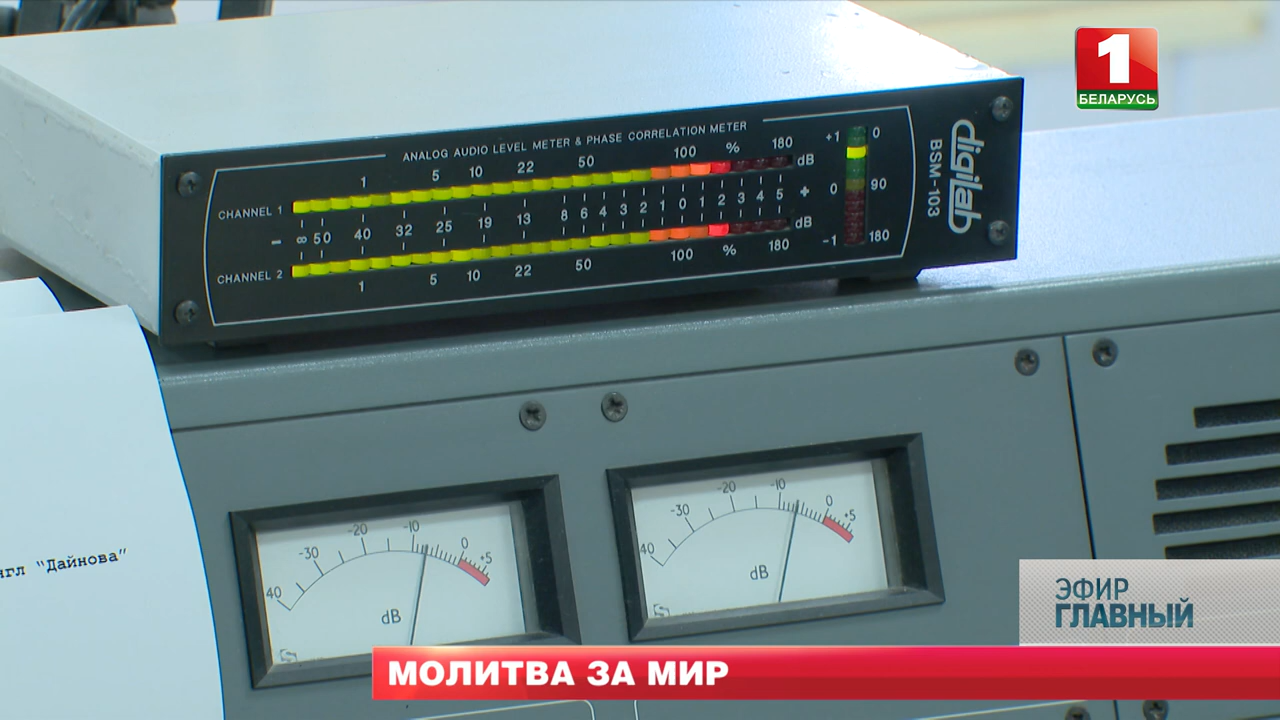 1
БЕЛАРУСЬ
ANALOG AUDIO LEVEL METER & PHASE CORRELATION METER
1 5 10 22 50 100 % 180
dB
CHANNEL 1
- ∞ 50 40 32 25 19 13 8 6 4 3 2 1 0 1 2 3 4 5 +
dB
CHANNEL 2
1 5 10 22 50 100 % 180
+1 0
0 90
-1 180
digilab
BSM-103
40 -30 -20 -10 0 +5
dB
40 -30 -20 -10 0 +5
dB
"Дайнова"
ЭФИР
ГЛАВНЫЙ
МОЛИТВА ЗА МИР